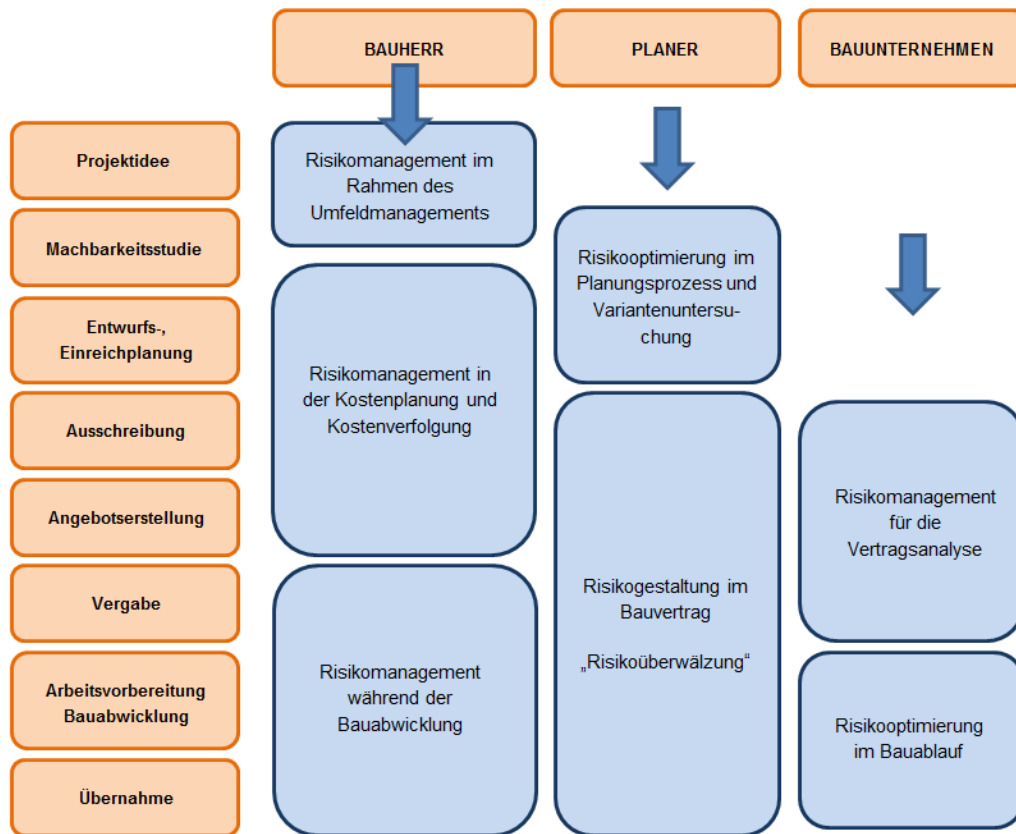 BAUHERR
PLANER
BAUUNTERNEHMEN
Projektidee
Machbarkeitsstudie
Entwurfs-,
Einreichplanung
Ausschreibung
Angebotserstellung
Vergabe
Arbeitsvorbereitung
Bauabwicklung
Übernahme
Risikomanagement im
Rahmen des
Umfeldmanagements
Risikomanagement in
der Kostenplanung und
Kostenverfolgung
Risikomanagement
während der
Bauabwicklung
Risikooptimierung im
Planungsprozess und
Variantenuntersu-
chung
Risikogestaltung im
Bauvertrag
„Risikoüberwälzung“
Risikomanagement
für die
Vertragsanalyse
Risikooptimierung
im Bauablauf